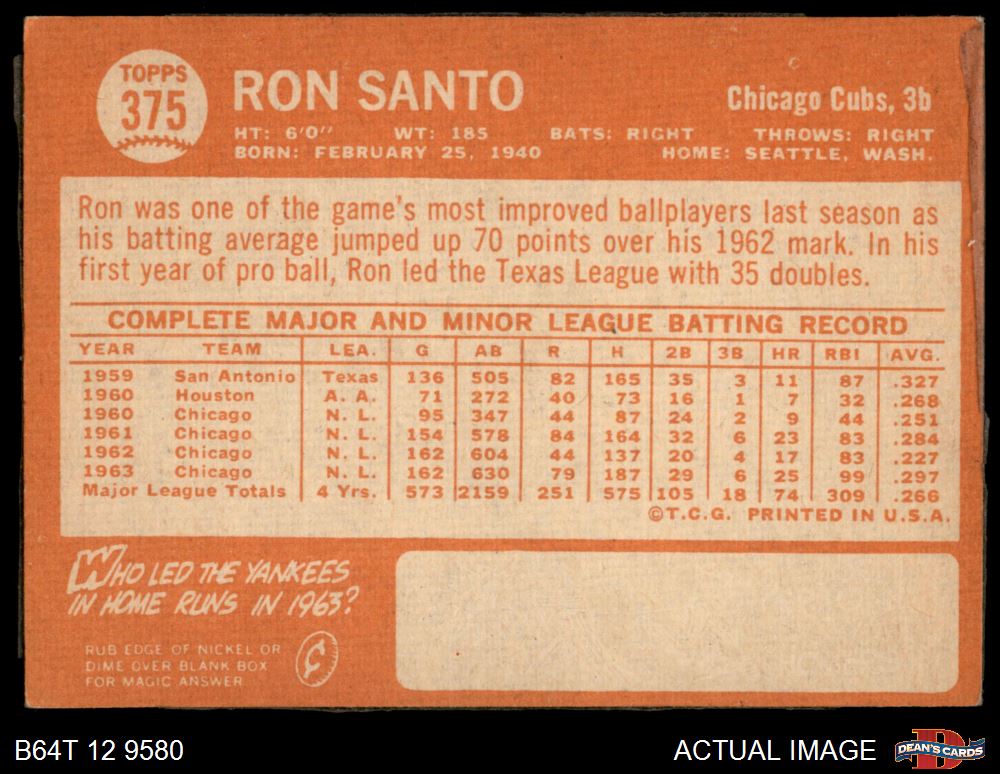 TOPPS
375
RON SANTO
Chicago Cubs, 3b
HT: 6'0" WT: 185 BATS: RIGHT THROWS: RIGHT
BORN: FEBRUARY 25, 1940 HOME: SEATTLE, WASH.
Ron was one of the game's most improved ballplayers last season as
his batting average jumped up 70 points over his 1962 mark. In his
first year of pro ball, Ron led the Texas League with 35 doubles.
COMPLETE MAJOR AND MINOR LEAGUE BATTING RECORD
YEAR TEAM LEA. G AB R H 2B 3B HR RBI AVG.
1959 San Antonio Texas 136 505 82 165 35 3 11 87 .327
1960 Houston A. A. 71 272 40 73 16 1 7 32 .268
1960 Chicago N. L. 95 347 44 87 24 2 9 44 .251
1961 Chicago N. L. 154 578 84 164 32 6 23 83 .284
1962 Chicago N. L. 162 604 44 137 20 4 17 83 .227
1963 Chicago N. L. 162 630 79 187 29 6 25 99 .297
Major League Totals 4 Yrs. 573 2159 251 575 105 18 74 309 .266
©T.C.G. PRINTED IN U.S.A.
WHO LED THE YANKEES
IN HOME RUNS IN 1963?
RUB EDGE OF NICKEL OR
DIME OVER BLANK BOX
FOR MAGIC ANSWER
B64T 12 9580
ACTUAL IMAGE
DEAN'S CARDS